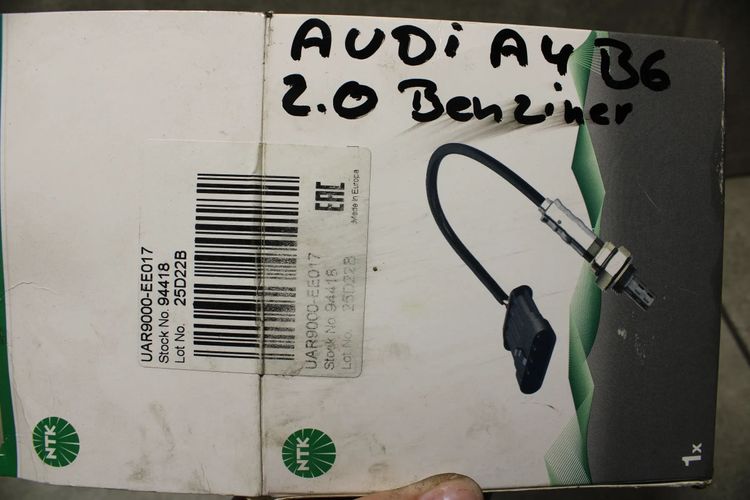 AUDi A4 B6
2.0 Benziner
UAR9000-EE017
Stock No. 94418
Lot No. 25D22B
EAC
Made in Europa
UAR9000-EE017
Stock No. 94418
Lot No. 25D22B
NTK
NTK
1x